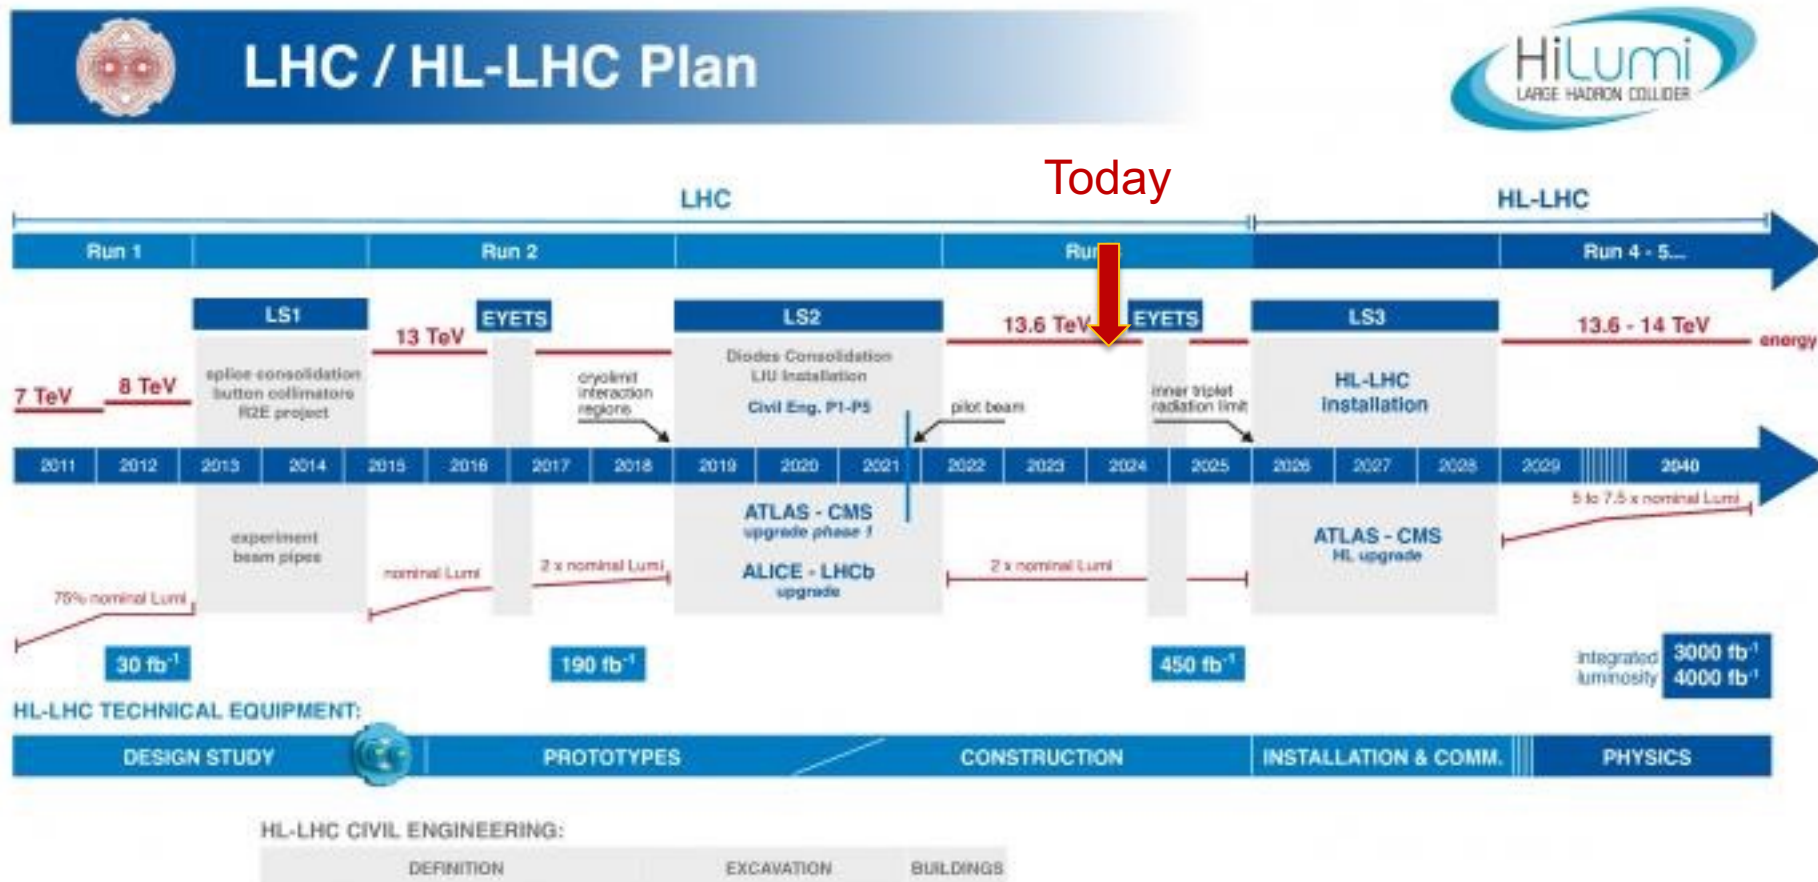 LHC / HL-LHC Plan
HiLumi
LARGE HADRON COLLIDER
Today
LHC
HL-LHC
Run 1
Run 2
Run
Run 4 - 5...
LS1
EYETS
LS2
EYETS
LS3
13 TeV
13.6 TeV
13.6 - 14 TeV
energy
7 TeV
8 TeV
splice consolidation
button collimators
R2E project
cryolimit
interaction
regions
Diodes Consolidation
LIU Installation
Civil Eng. P1-P5
pilot beam
inner triplet
radiation limit
HL-LHC
installation
2011
2012
2013
2014
2015
2016
2017
2018
2019
2020
2021
2022
2023
2024
2025
2026
2027
2028
2029
2040
5 to 7.5 x nominal Lumi
experiment
beam pipes
ATLAS - CMS
upgrade phase 1
ALICE - LHCb
upgrade
ATLAS - CMS
HL upgrade
75% nominal Lumi
nominal Lumi
2 x nominal Lumi
2 x nominal Lumi
30 fb⁻¹
190 fb⁻¹
450 fb⁻¹
integrated
luminosity
3000 fb⁻¹
4000 fb⁻¹
HL-LHC TECHNICAL EQUIPMENT:
DESIGN STUDY
PROTOTYPES
CONSTRUCTION
INSTALLATION & COMM.
PHYSICS
HL-LHC CIVIL ENGINEERING:
DEFINITION
EXCAVATION
BUILDINGS